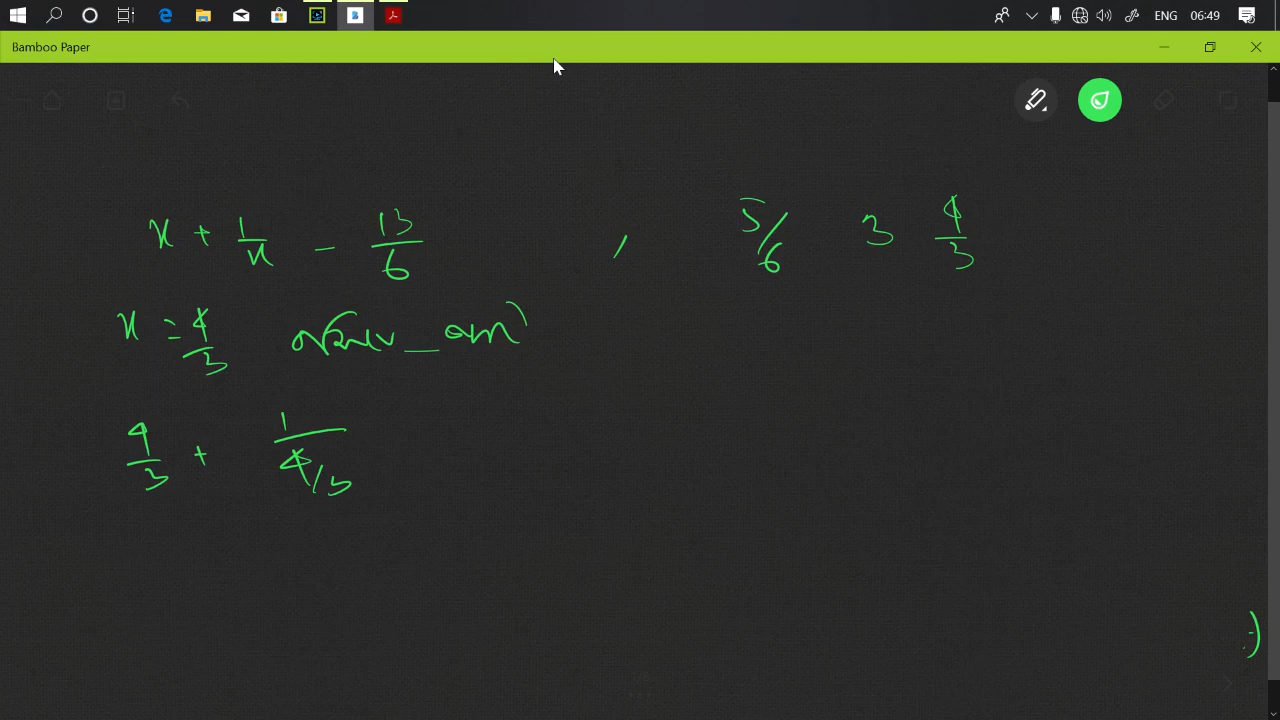 ENG 06:49
Bamboo Paper
x + 1/x - 13/6 , 5/6 3 4/3
x = 4/3
4/3 + 1/4/3